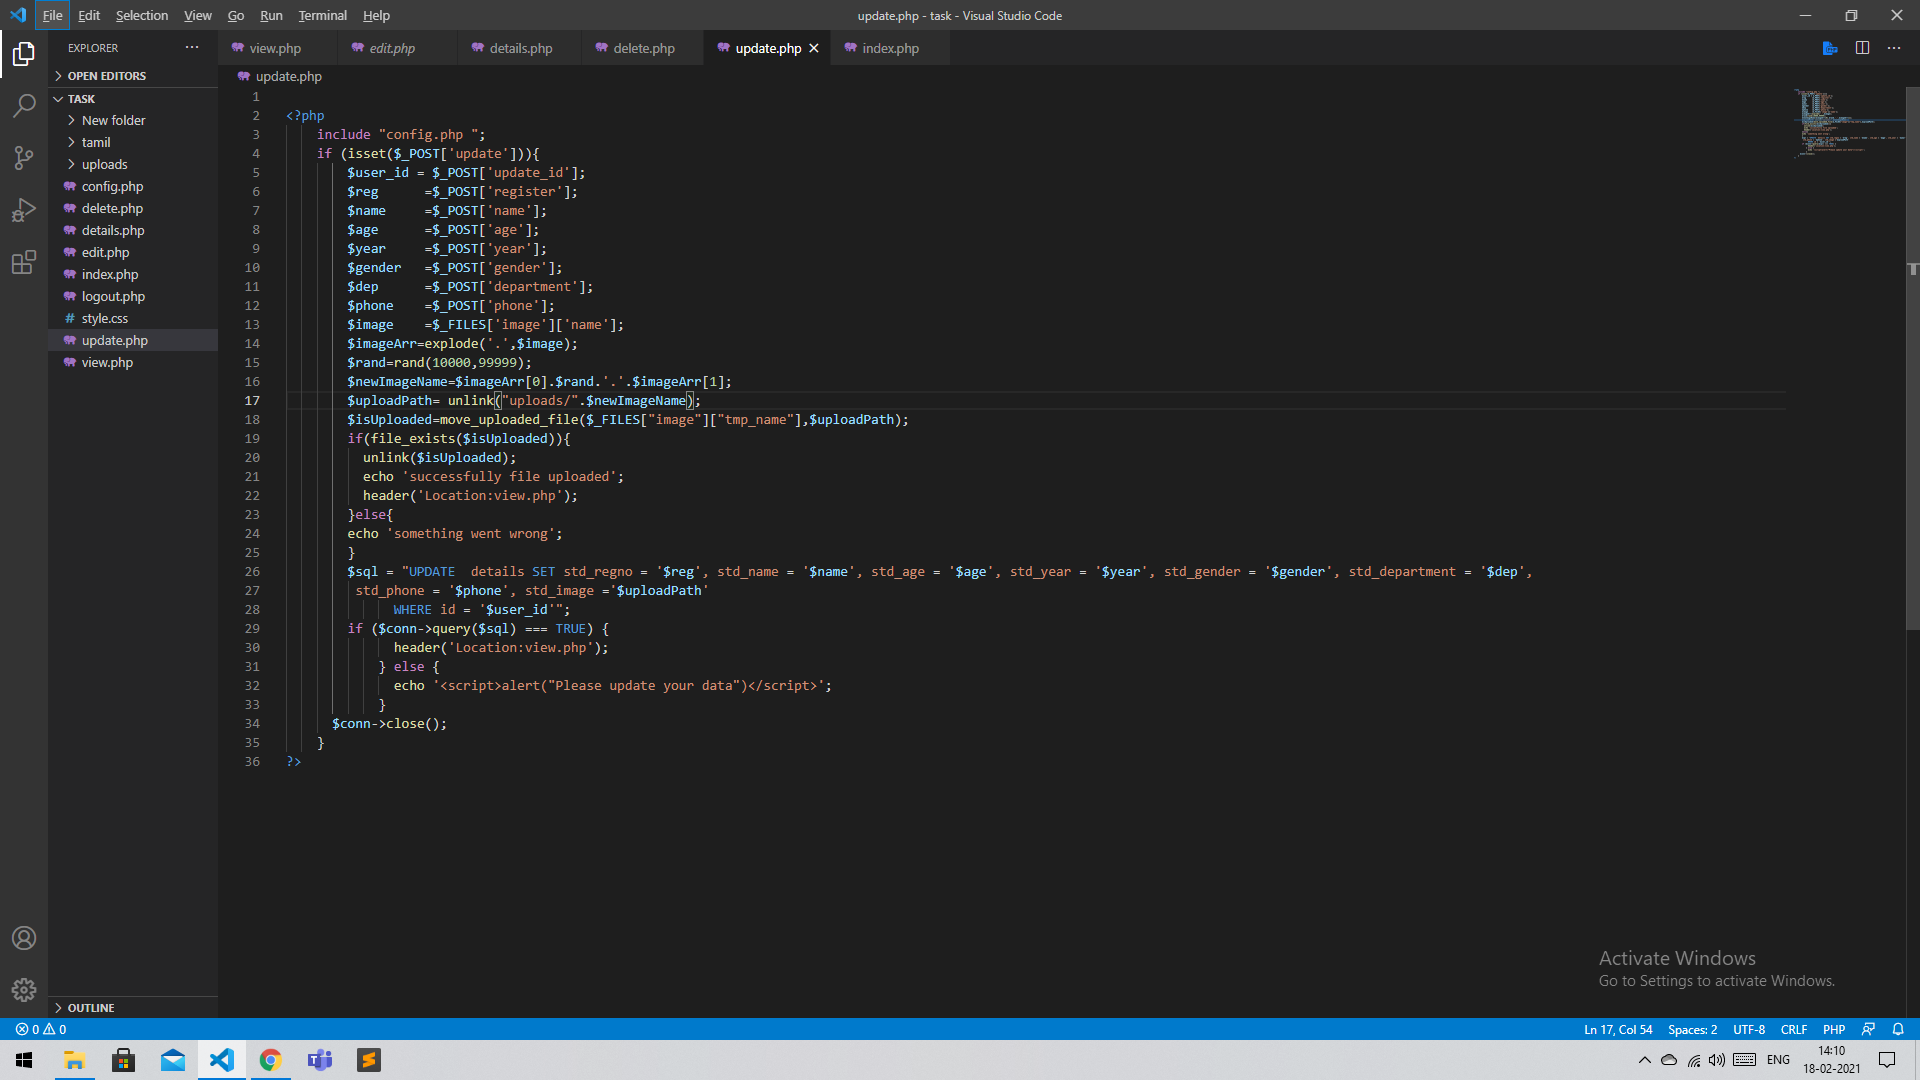 File Edit Selection View Go Run Terminal Help
update.php - task - Visual Studio Code
EXPLORER
OPEN EDITORS
TASK
New folder
tamil
uploads
config.php
delete.php
details.php
edit.php
index.php
logout.php
# style.css
update.php
view.php
OUTLINE
view.php edit.php details.php delete.php update.php index.php
update.php
1
2 <?php
3 include "config.php ";
4 if (isset($_POST['update'])){
5 $user_id = $_POST['update_id'];
6 $reg      =$_POST['register'];
7 $name     =$_POST['name'];
8 $age      =$_POST['age'];
9 $year     =$_POST['year'];
10 $gender   =$_POST['gender'];
11 $dep      =$_POST['department'];
12 $phone    =$_POST['phone'];
13 $image    =$_FILES['image']['name'];
14 $imageArr=explode('.',$image);
15 $rand=rand(10000,99999);
16 $newImageName=$imageArr[0].$rand.'.'.$imageArr[1];
17 $uploadPath= unlink("uploads/".$newImageName);
18 $isUploaded=move_uploaded_file($_FILES["image"]["tmp_name"],$uploadPath);
19 if(file_exists($isUploaded)){
20 unlink($isUploaded);
21 echo 'successfully file uploaded';
22 header('Location:view.php');
23 }else{
24 echo 'something went wrong';
25 }
26 $sql = "UPDATE  details SET std_regno = '$reg', std_name = '$name', std_age = '$age', std_year = '$year', std_gender = '$gender', std_department = '$dep',
27 std_phone = '$phone', std_image ='$uploadPath'
28 WHERE id = '$user_id'";
29 if ($conn->query($sql) === TRUE) {
30 header('Location:view.php');
31 } else {
32 echo '<script>alert("Please update your data")</script>';
33 }
34 $conn->close();
35 }
36 ?>
Activate Windows
Go to Settings to activate Windows.
0 0
Ln 17, Col 54 Spaces: 2 UTF-8 CRLF PHP
ENG
14:10
18-02-2021